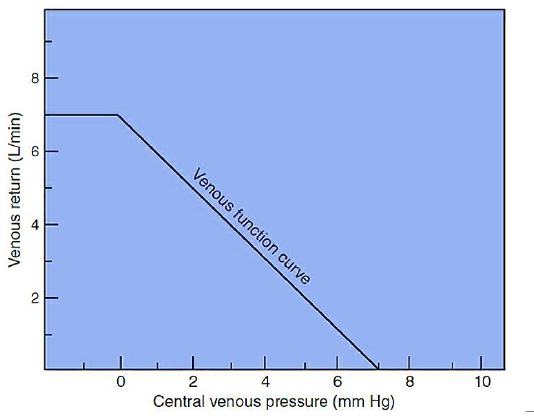 8
6
4
2
Venous return (L/min)
Venous function curve
0 2 4 6 8 10
Central venous pressure (mm Hg)